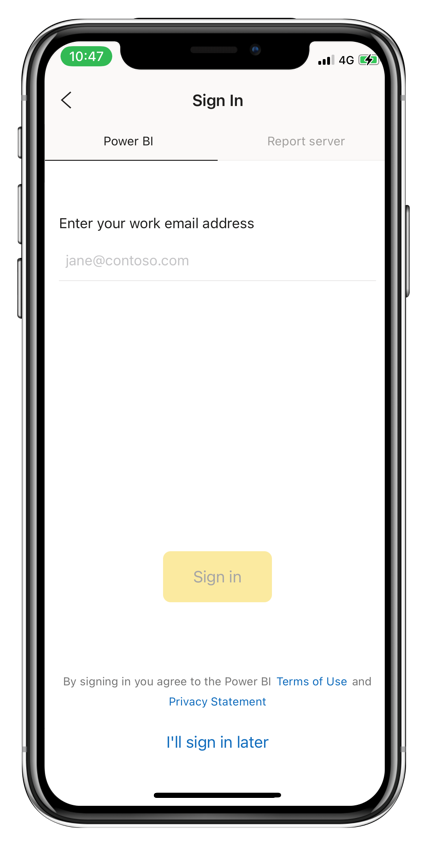 10:47
4G
Sign In
Power BI
Report server
Enter your work email address
jane@contoso.com
Sign in
By signing in you agree to the Power BI Terms of Use and
Privacy Statement
I'll sign in later